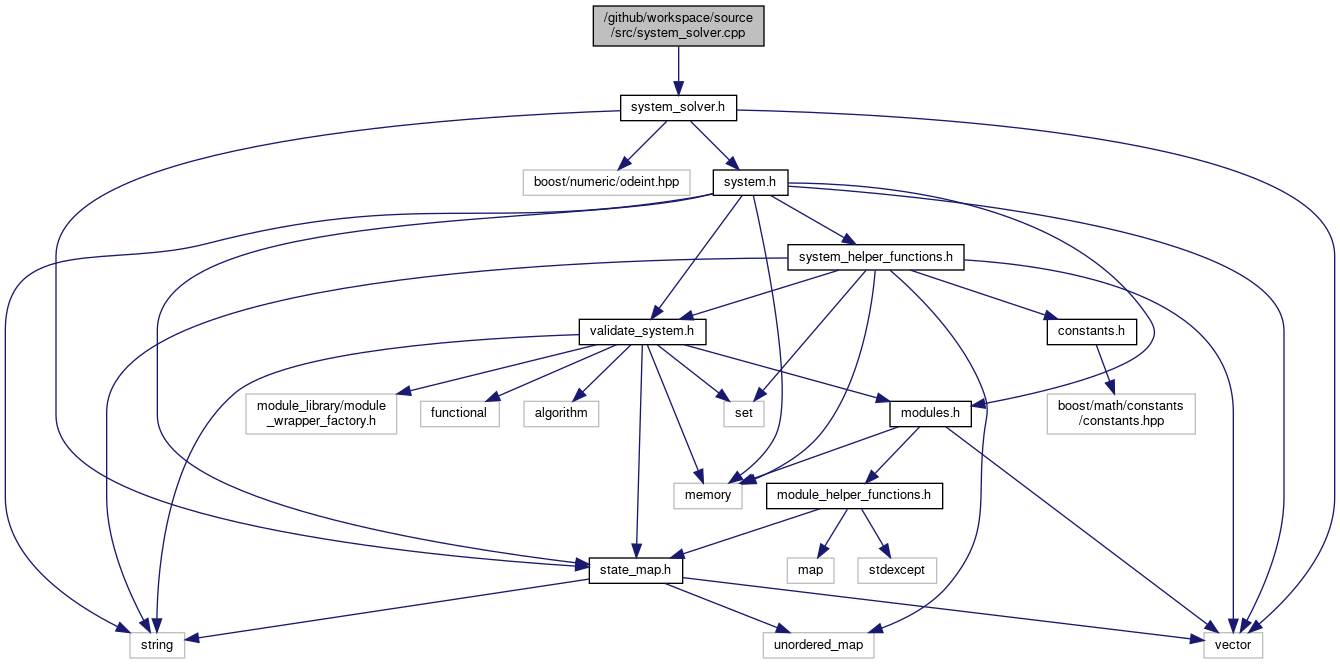 /github/workspace/source
/src/system_solver.cpp
system_solver.h
boost/numeric/odeint.hpp
system.h
system_helper_functions.h
validate_system.h
constants.h
module_library/module
_wrapper_factory.h
functional
algorithm
set
modules.h
boost/math/constants
/constants.hpp
memory
module_helper_functions.h
state_map.h
map
stdexcept
string
unordered_map
vector